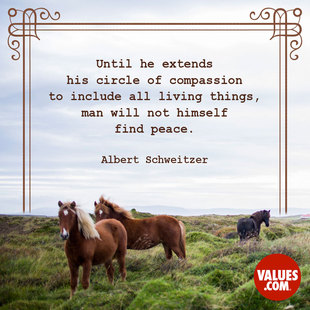 Until he extends
his circle of compassion
to include all living things,
man will not himself
find peace.
Albert Schweitzer
VALUES
.COM